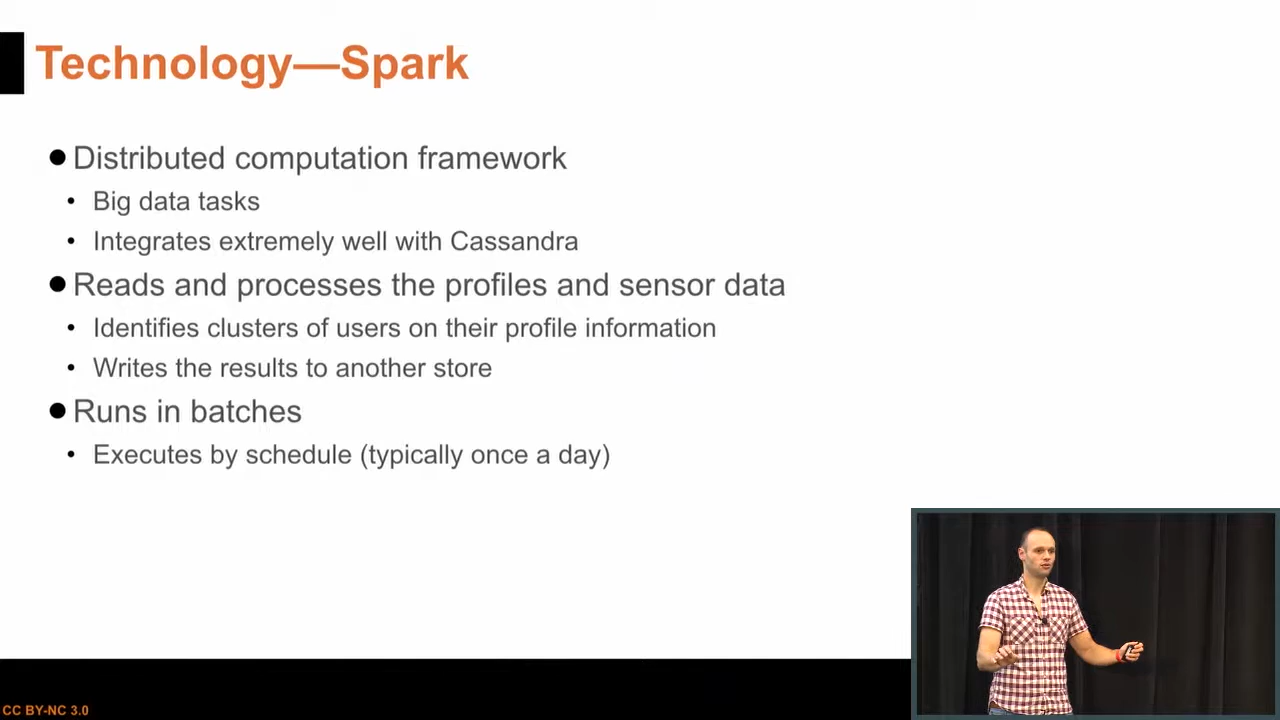 Technology—Spark
Distributed computation framework
Big data tasks
Integrates extremely well with Cassandra
Reads and processes the profiles and sensor data
Identifies clusters of users on their profile information
Writes the results to another store
Runs in batches
Executes by schedule (typically once a day)
CC BY-NC 3.0